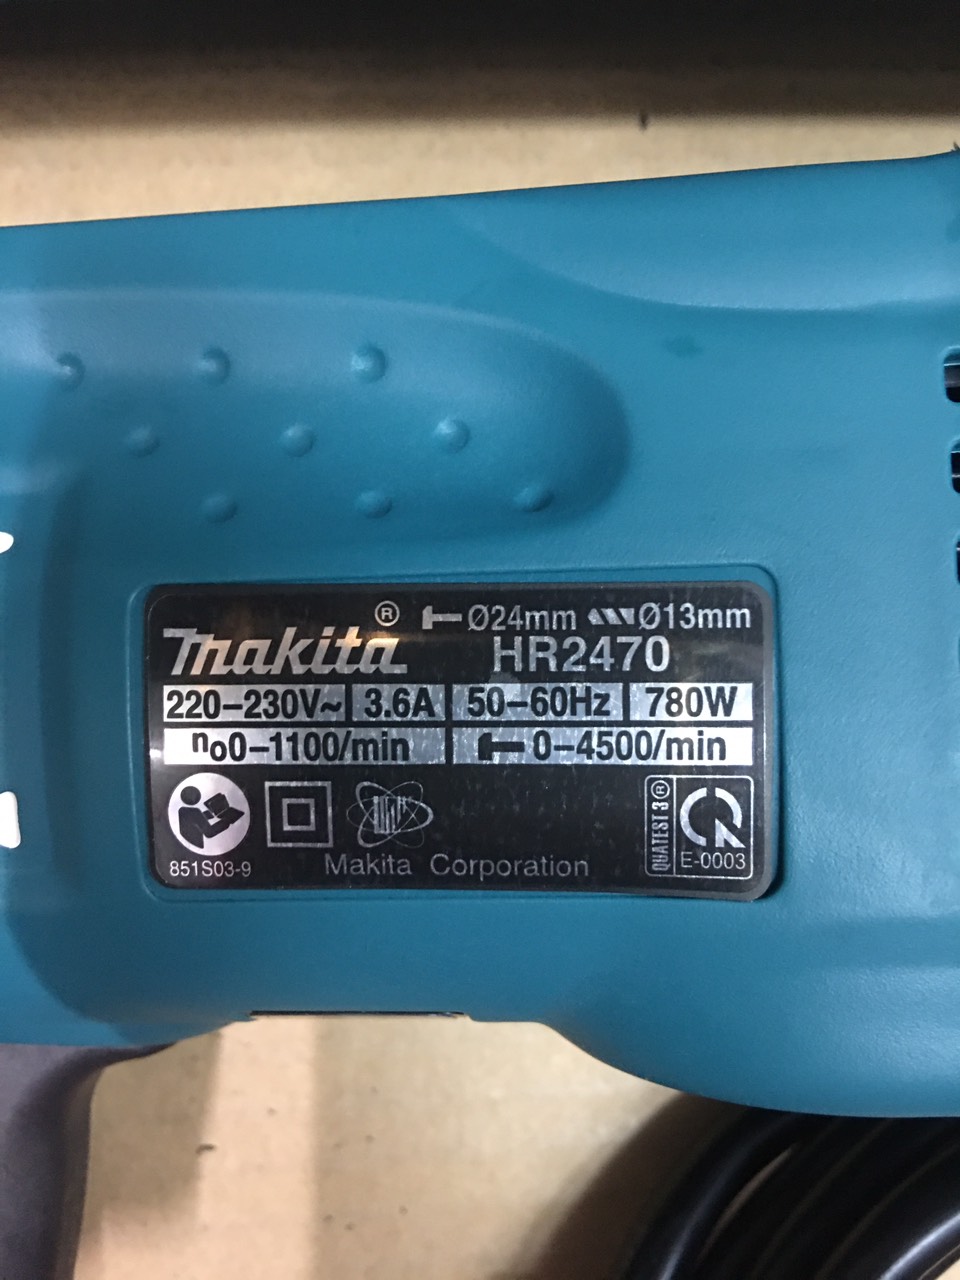 ® Ø24mm Ø13mm
makita HR2470
220-230V~ 3.6A 50-60Hz 780W
n₀0-1100/min 0-4500/min
QUATEST 3®
851S03-9 Makita Corporation E-0003